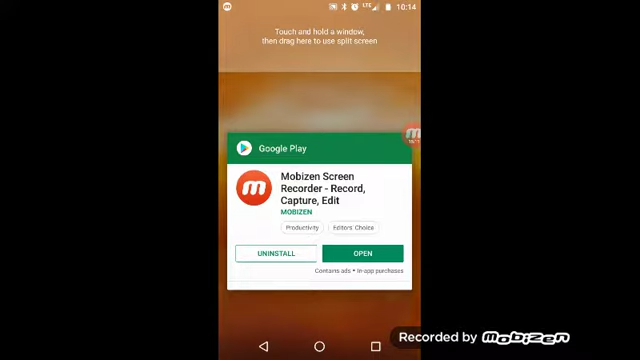 LTE 10:14
Touch and hold a window,
then drag here to use split screen
Google Play
Mobizen Screen
Recorder - Record,
Capture, Edit
MOBIZEN
Productivity Editors' Choice
UNINSTALL OPEN
Contains ads • In-app purchases
Recorded by mobizen